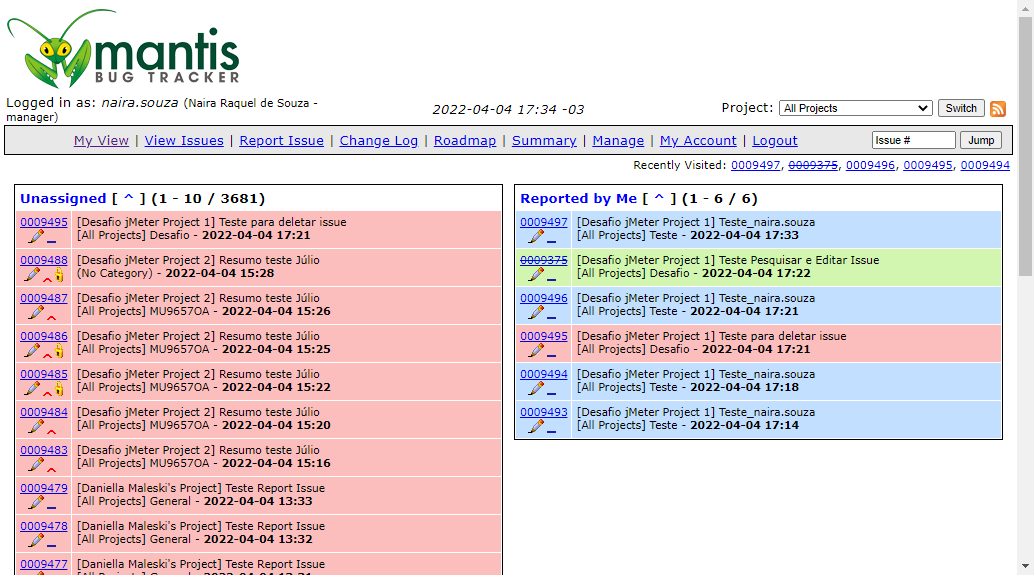 mantis
BUG TRACKER
Logged in as: naira.souza (Naira Raquel de Souza - manager)
2022-04-04 17:34 -03
Project: All Projects Switch
My View | View Issues | Report Issue | Change Log | Roadmap | Summary | Manage | My Account | Logout
Issue # Jump
Recently Visited: 0009497, 0009375, 0009496, 0009495, 0009494
Unassigned [ ^ ] (1 - 10 / 3681)
0009495 [Desafio jMeter Project 1] Teste para deletar issue
[All Projects] Desafio - 2022-04-04 17:21
0009488 [Desafio jMeter Project 2] Resumo teste Júlio
(No Category) - 2022-04-04 15:28
0009487 [Desafio jMeter Project 2] Resumo teste Júlio
[All Projects] MU9657OA - 2022-04-04 15:26
0009486 [Desafio jMeter Project 2] Resumo teste Júlio
[All Projects] MU9657OA - 2022-04-04 15:25
0009485 [Desafio jMeter Project 2] Resumo teste Júlio
[All Projects] MU9657OA - 2022-04-04 15:22
0009484 [Desafio jMeter Project 2] Resumo teste Júlio
[All Projects] MU9657OA - 2022-04-04 15:20
0009483 [Desafio jMeter Project 2] Resumo teste Júlio
[All Projects] MU9657OA - 2022-04-04 15:16
0009479 [Daniella Maleski's Project] Teste Report Issue
[All Projects] General - 2022-04-04 13:33
0009478 [Daniella Maleski's Project] Teste Report Issue
[All Projects] General - 2022-04-04 13:32
0009477 [Daniella Maleski's Project] Teste Report Issue
Reported by Me [ ^ ] (1 - 6 / 6)
0009497 [Desafio jMeter Project 1] Teste_naira.souza
[All Projects] Teste - 2022-04-04 17:33
0009375 [Desafio jMeter Project 1] Teste Pesquisar e Editar Issue
[All Projects] Desafio - 2022-04-04 17:22
0009496 [Desafio jMeter Project 1] Teste_naira.souza
[All Projects] Teste - 2022-04-04 17:21
0009495 [Desafio jMeter Project 1] Teste para deletar issue
[All Projects] Desafio - 2022-04-04 17:21
0009494 [Desafio jMeter Project 1] Teste_naira.souza
[All Projects] Teste - 2022-04-04 17:18
0009493 [Desafio jMeter Project 1] Teste_naira.souza
[All Projects] Teste - 2022-04-04 17:14